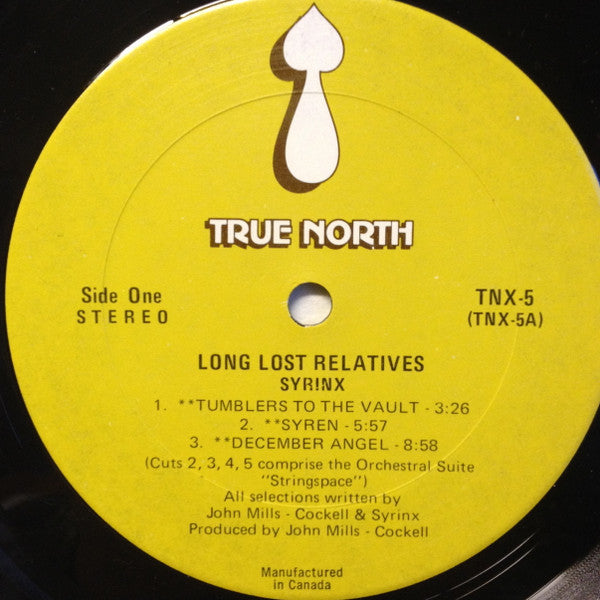 TRUE NORTH
Side One
STEREO
TNX-5
(TNX-5A)
LONG LOST RELATIVES
SYRINX
1. **TUMBLERS TO THE VAULT - 3:26
2. **SYREN - 5:57
3. **DECEMBER ANGEL - 8:58
(Cuts 2, 3, 4, 5 comprise the Orchestral Suite
"Stringspace")
All selections written by
John Mills - Cockell & Syrinx
Produced by John Mills - Cockell
Manufactured
in Canada